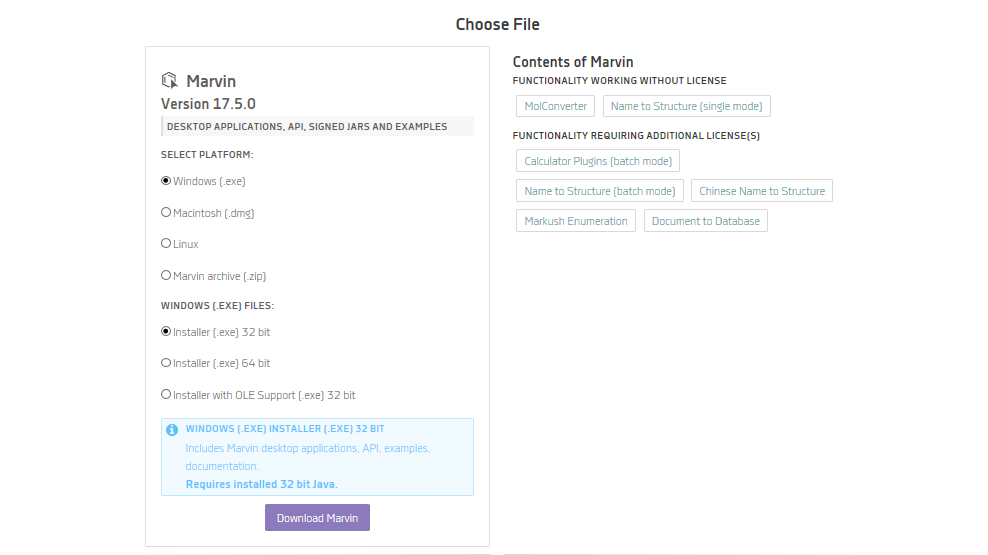 Choose File
Marvin
Version 17.5.0
DESKTOP APPLICATIONS, API, SIGNED JARS AND EXAMPLES
SELECT PLATFORM:
Windows (.exe)
Macintosh (.dmg)
Linux
Marvin archive (.zip)
WINDOWS (.EXE) FILES:
Installer (.exe) 32 bit
Installer (.exe) 64 bit
Installer with OLE Support (.exe) 32 bit
WINDOWS (.EXE) INSTALLER (.EXE) 32 BIT
Includes Marvin desktop applications, API, examples,
documentation.
Requires installed 32 bit Java.
Download Marvin
Contents of Marvin
FUNCTIONALITY WORKING WITHOUT LICENSE
MolConverter Name to Structure (single mode)
FUNCTIONALITY REQUIRING ADDITIONAL LICENSE(S)
Calculator Plugins (batch mode)
Name to Structure (batch mode) Chinese Name to Structure
Markush Enumeration Document to Database